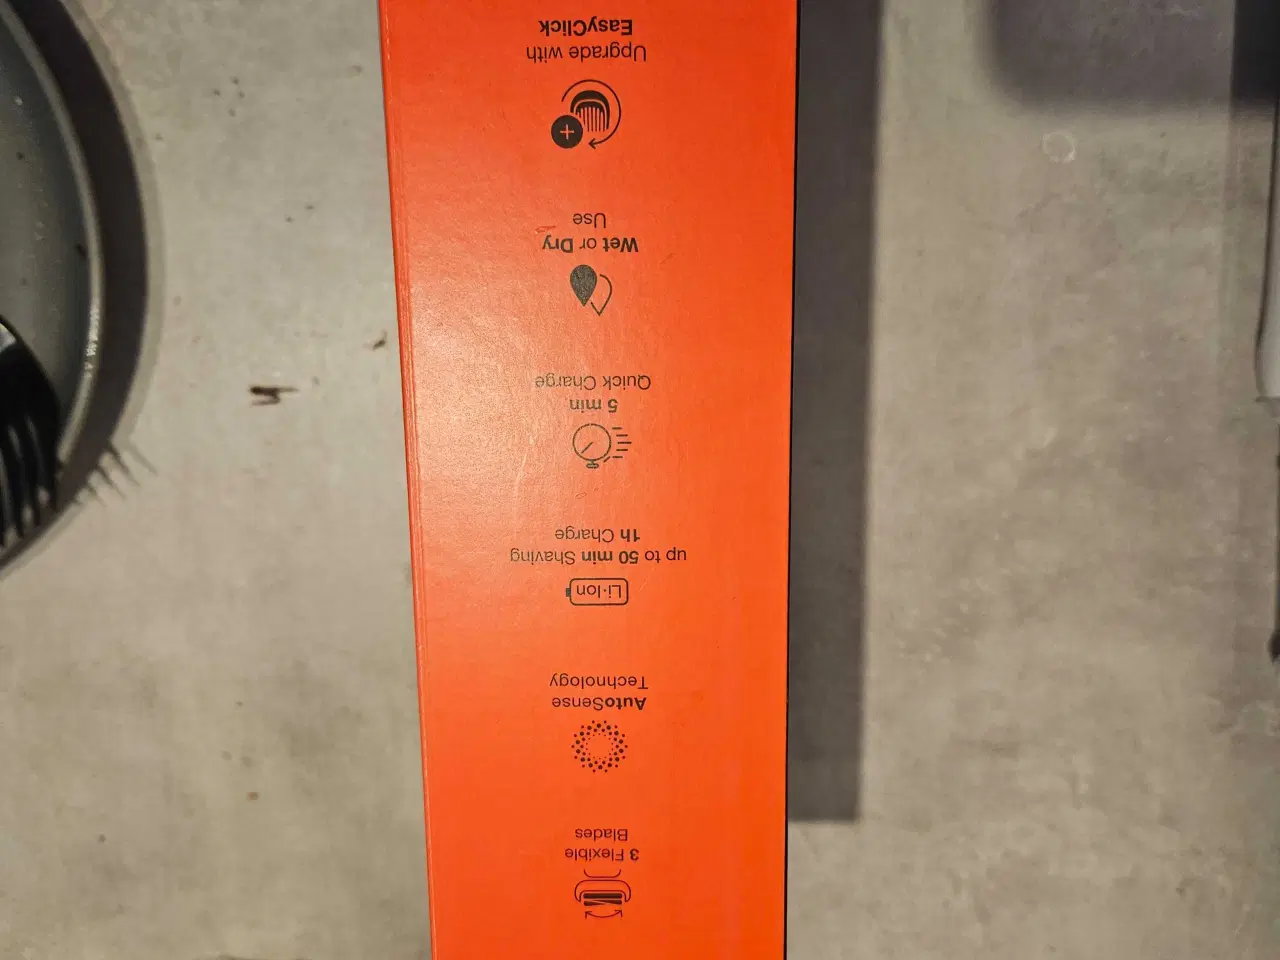 3 Flexible
Blades
AutoSense
Technology
Li-Ion
up to 50 min Shaving
1h Charge
5 min
Quick Charge
Wet or Dry
Use
Upgrade with
EasyClick